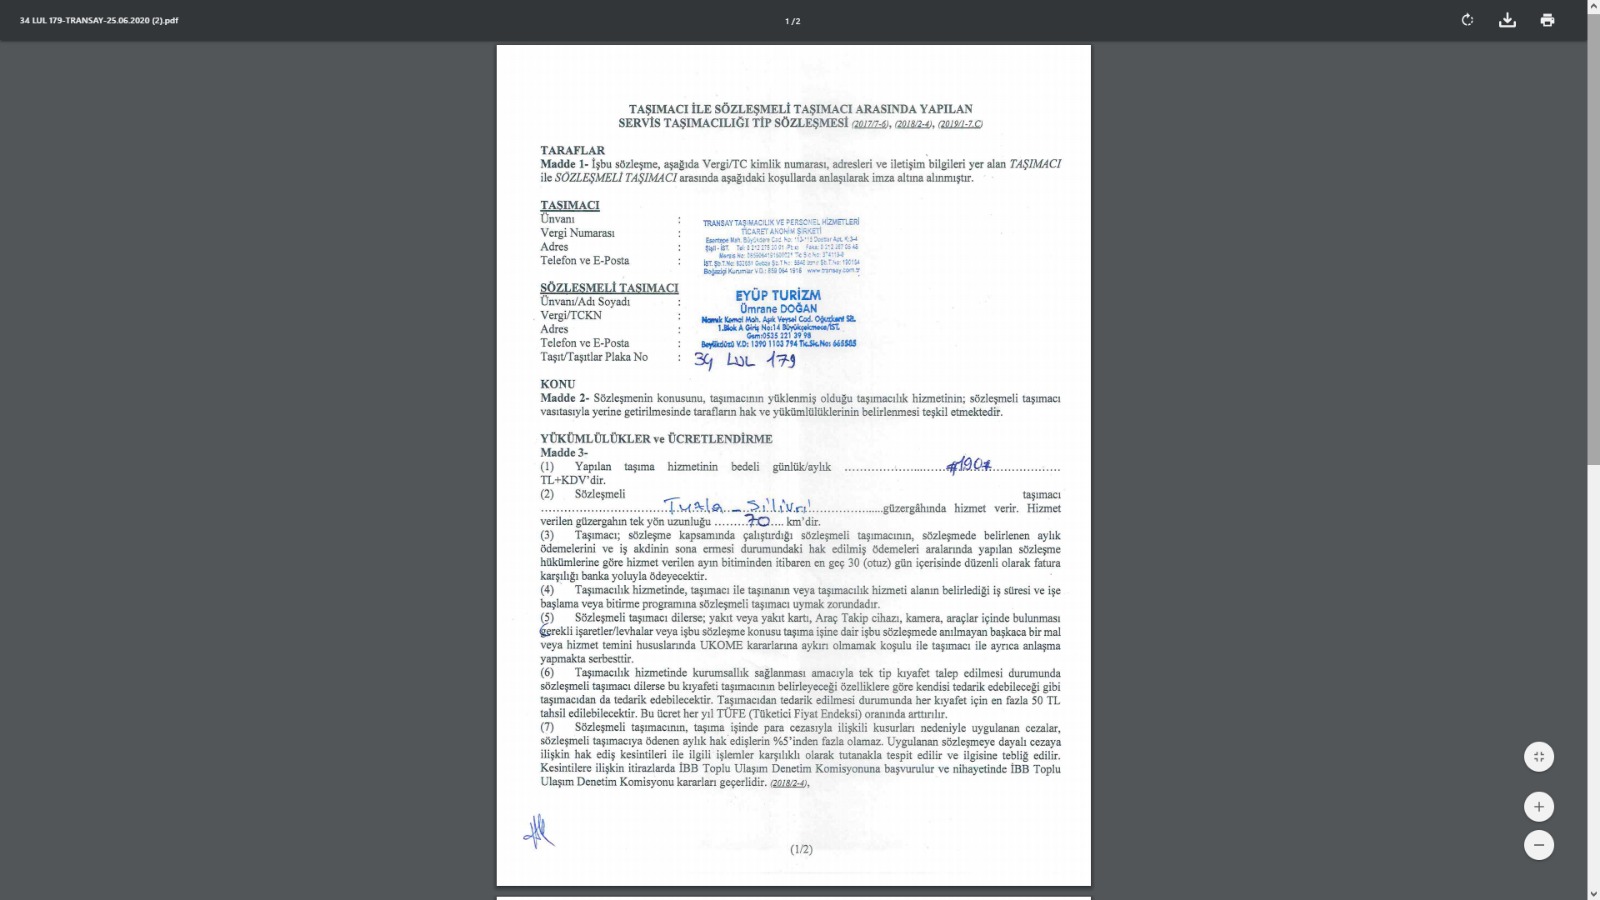 34 LUL 179-TRANSAY-25.06.2020 (2).pdf
1 /2
TAŞIMACI İLE SÖZLEŞMELİ TAŞIMACI ARASINDA YAPILAN
SERVİS TAŞIMACILIĞI TİP SÖZLEŞMESİ (2017/7-6), (2018/2-4), (2019/1-7.C)
TARAFLAR
Madde 1- İşbu sözleşme, aşağıda Vergi/TC kimlik numarası, adresleri ve iletişim bilgileri yer alan TAŞIMACI
ile SÖZLEŞMELİ TAŞIMACI arasında aşağıdaki koşullarda anlaşılarak imza altına alınmıştır.
TAŞIMACI
Ünvanı :
Vergi Numarası :
Adres :
Telefon ve E-Posta :
TRANSAY TAŞIMACILIK VE PERSONEL HİZMETLERİ
TİCARET ANONİM ŞİRKETİ
Esentepe Mah. Büyükdere Cad. No:
Şişli - İST.
Boğaziçi Kurumlar V.D.: 859 064 1918 www.transay.com.tr
SÖZLEŞMELİ TAŞIMACI
Ünvanı/Adı Soyadı :
Vergi/TCKN :
Adres :
Telefon ve E-Posta :
EYÜP TURİZM
Ümrane DOĞAN
Namık Kemal Mah. Aşık Veysel Cad. Oğuzkent Sit.
1.Blok A Giriş No:14 Büyükçekmece/İST.
Gsm:0535 221 39 98
Beylikdüzü V.D: 1390 1103 794 Tic.Sic.No: 665585
Taşıt/Taşıtlar Plaka No : 34 LUL 179
KONU
Madde 2- Sözleşmenin konusunu, taşımacının yüklenmiş olduğu taşımacılık hizmetinin; sözleşmeli taşımacı
vasıtasıyla yerine getirilmesinde tarafların hak ve yükümlülüklerinin belirlenmesi teşkil etmektedir.
YÜKÜMLÜLÜKLER ve ÜCRETLENDİRME
Madde 3-
(1) Yapılan taşıma hizmetinin bedeli günlük/aylık ........................#190#.....................
TL+KDV'dir.
(2) Sözleşmeli taşımacı
........................................Tuzla - Silivri........................güzergâhında hizmet verir. Hizmet
verilen güzergahın tek yön uzunluğu .........70.... km'dir.
(3) Taşımacı; sözleşme kapsamında çalıştırdığı sözleşmeli taşımacının, sözleşmede belirlenen aylık
ödemelerini ve iş akdinin sona ermesi durumundaki hak edilmiş ödemeleri aralarında yapılan sözleşme
hükümlerine göre hizmet verilen ayın bitiminden itibaren en geç 30 (otuz) gün içerisinde düzenli olarak fatura
karşılığı banka yoluyla ödeyecektir.
(4) Taşımacılık hizmetinde, taşımacı ile taşınanın veya taşımacılık hizmeti alanın belirlediği iş süresi ve işe
başlama veya bitirme programına sözleşmeli taşımacı uymak zorundadır.
(5) Sözleşmeli taşımacı dilerse; yakıt veya yakıt kartı, Araç Takip cihazı, kamera, araçlar içinde bulunması
gerekli işaretler/levhalar veya işbu sözleşme konusu taşıma işine dair işbu sözleşmede anılmayan başkaca bir mal
veya hizmet temini hususlarında UKOME kararlarına aykırı olmamak koşulu ile taşımacı ile ayrıca anlaşma
yapmakta serbesttir.
(6) Taşımacılık hizmetinde kurumsallık sağlanması amacıyla tek tip kıyafet talep edilmesi durumunda
sözleşmeli taşımacı dilerse bu kıyafeti taşımacının belirleyeceği özelliklere göre kendisi tedarik edebileceği gibi
taşımacıdan da tedarik edebilecektir. Taşımacıdan tedarik edilmesi durumunda her kıyafet için en fazla 50 TL
tahsil edilebilecektir. Bu ücret her yıl TÜFE (Tüketici Fiyat Endeksi) oranında arttırılır.
(7) Sözleşmeli taşımacının, taşıma işinde para cezasıyla ilişkili kusurları nedeniyle uygulanan cezalar,
sözleşmeli taşımacıya ödenen aylık hak edişlerin %5'inden fazla olamaz. Uygulanan sözleşmeye dayalı cezaya
ilişkin hak ediş kesintileri ile ilgili işlemler karşılıklı olarak tutanakla tespit edilir ve ilgisine tebliğ edilir.
Kesintilere ilişkin itirazlarda İBB Toplu Ulaşım Denetim Komisyonuna başvurulur ve nihayetinde İBB Toplu
Ulaşım Denetim Komisyonu kararları geçerlidir. (2018/2-4),
(1/2)